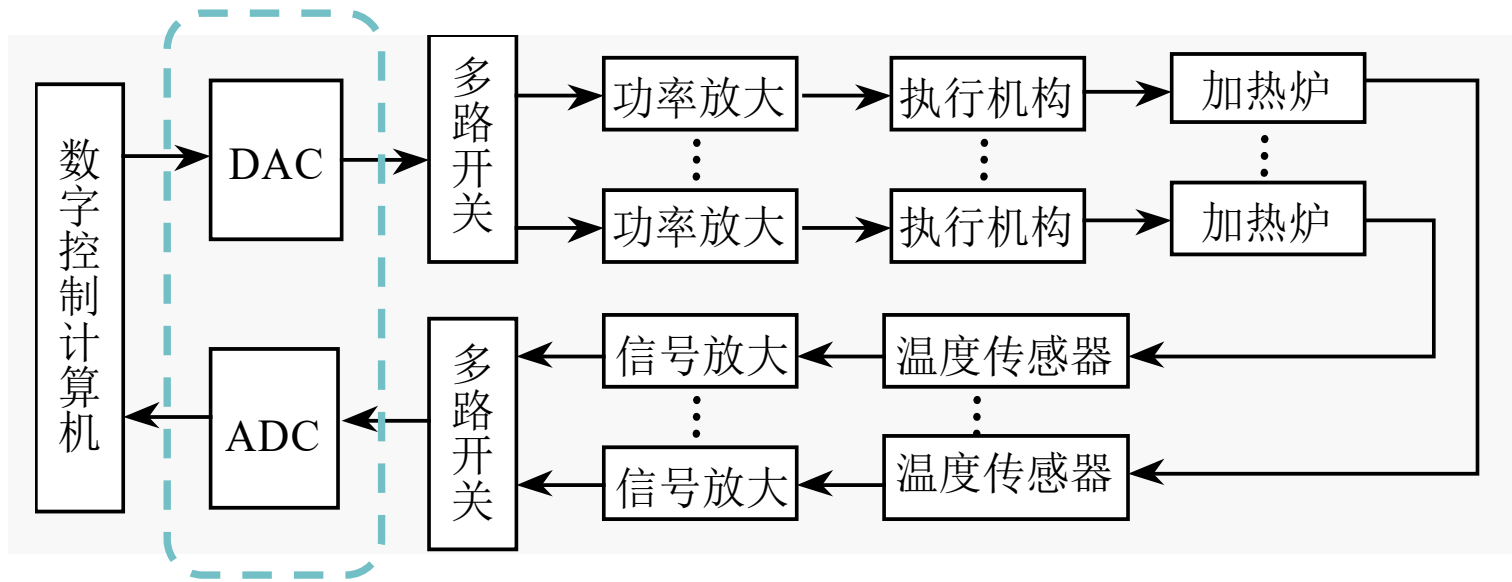 数字控制计算机
DAC
多路开关
功率放大
执行机构
加热炉
功率放大
执行机构
加热炉
ADC
多路开关
信号放大
温度传感器
信号放大
温度传感器